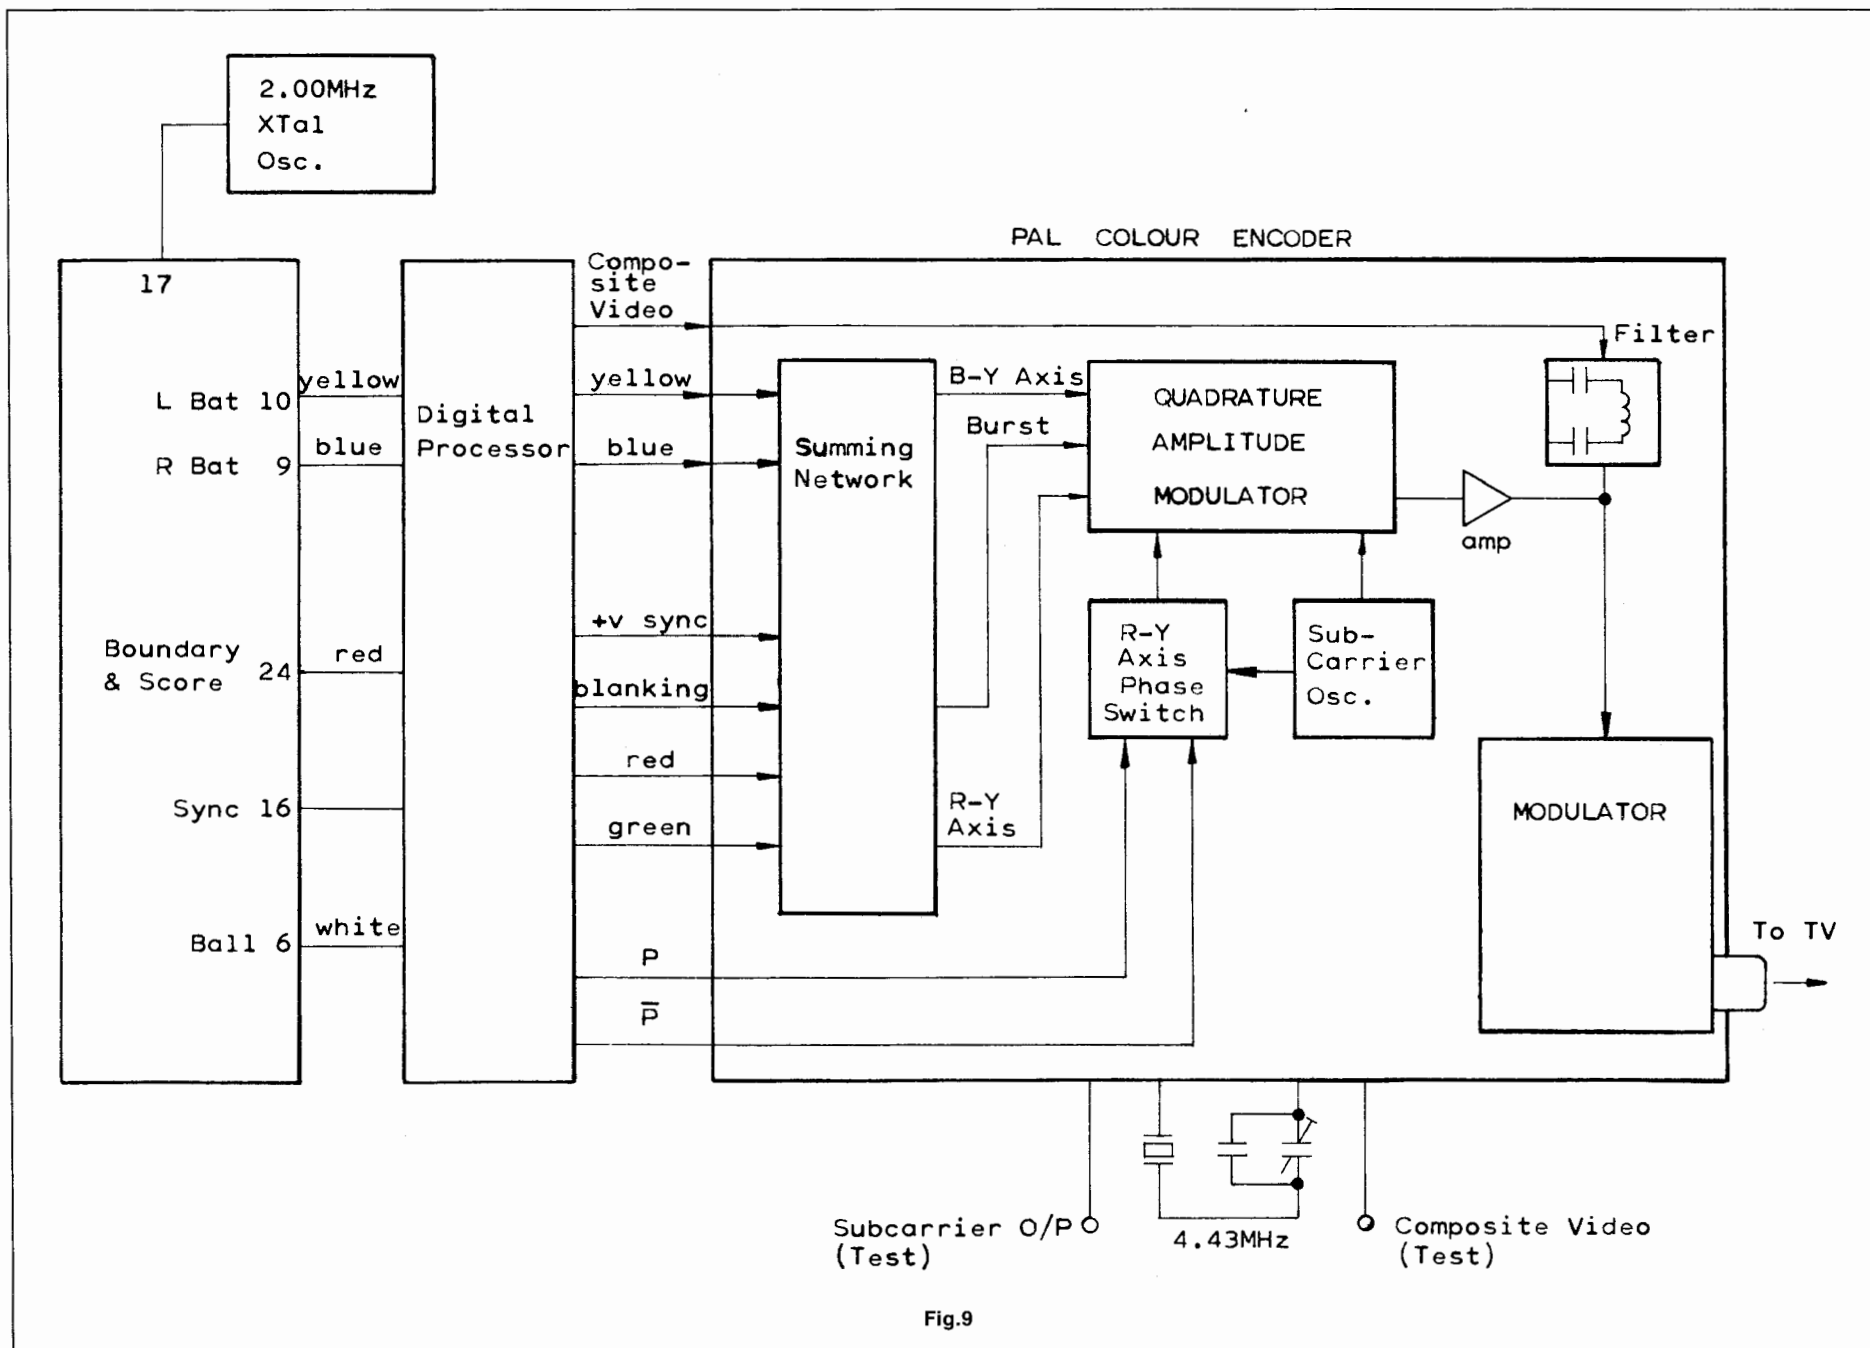 2.00MHz
XTal
Osc.
PAL COLOUR ENCODER
17
Compo-
site
Video
Filter
L Bat 10
yellow
yellow
B-Y Axis
R Bat 9
blue
blue
Burst
Digital
Processor
Summing
Network
QUADRATURE
AMPLITUDE
MODULATOR
amp
Boundary
& Score 24
red
+v sync
blanking
red
green
R-Y
Axis
Phase
Switch
Sub-
Carrier
Osc.
Sync 16
R-Y
Axis
MODULATOR
Ball 6
white
P
P̅
To TV
Subcarrier O/P
(Test)
4.43MHz
Composite Video
(Test)
Fig.9